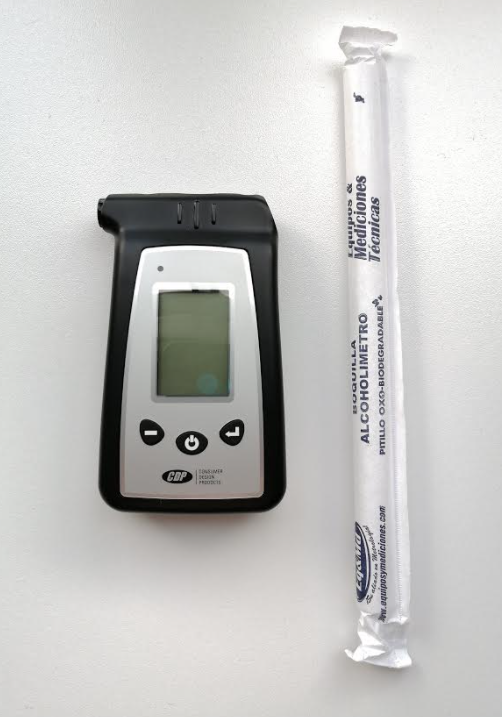 CDP
CONSUMER
DESIGN
PRODUCTS
Equipos &
Mediciones
Técnicas
BOQUILLA
ALCOHOLIMETRO
PITILLO OXO-BIODEGRADABLE
www.equiposymediciones.com